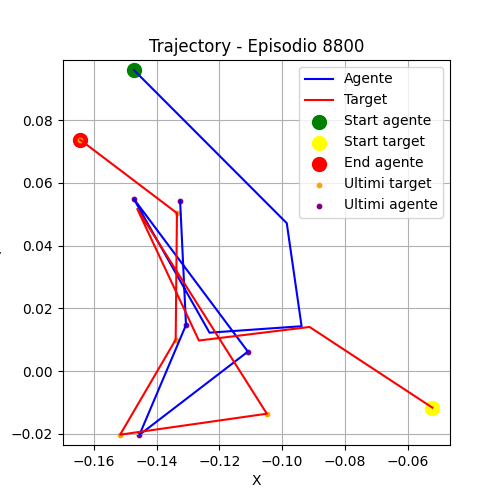 Trajectory - Episodio 8800
Agente
Target
Start agente
Start target
End agente
Ultimi target
Ultimi agente
0.08
0.06
0.04
0.02
0.00
−0.02
−0.16
−0.14
−0.12
−0.10
−0.08
−0.06
X